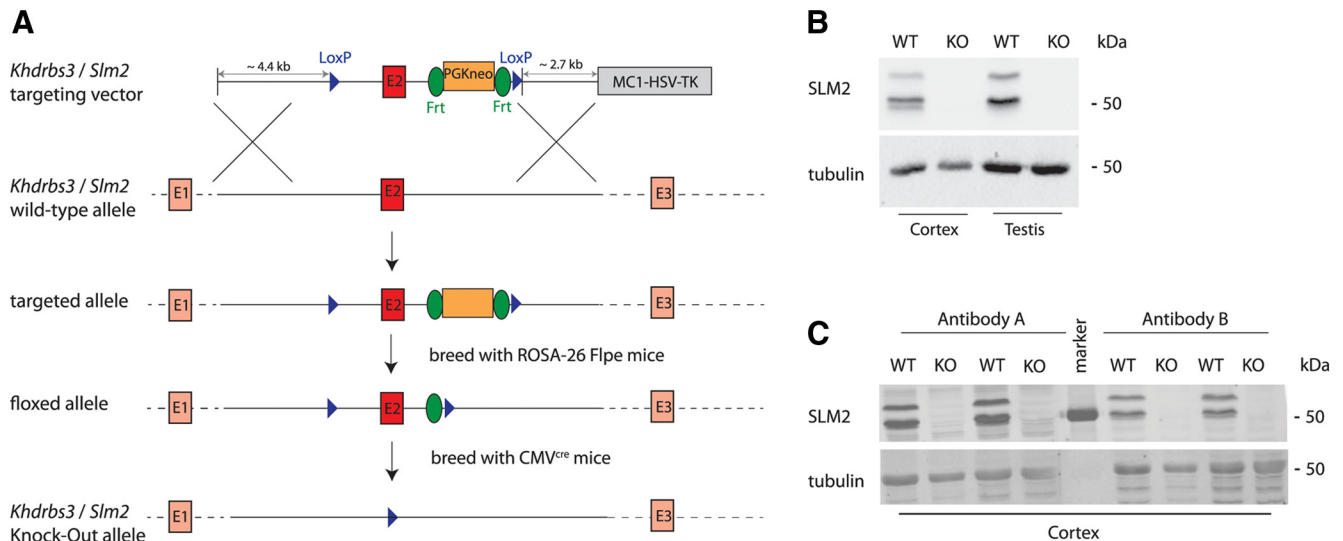 A
Khdrbs3 / Slm2
targeting vector
~ 4.4 kb
LoxP
E2
PGKneo
LoxP
~ 2.7 kb
MC1-HSV-TK
Frt
Frt
Khdrbs3 / Slm2
wild-type allele
E1
E2
E3
targeted allele
E1
E2
E3
breed with ROSA-26 Flpe mice
floxed allele
E1
E2
E3
breed with CMVcre mice
Khdrbs3 / Slm2
Knock-Out allele
E1
E3
B
WT KO WT KO kDa
SLM2
- 50
tubulin
- 50
Cortex Testis
C
Antibody A marker Antibody B
WT KO WT KO WT KO WT KO kDa
SLM2
- 50
tubulin
- 50
Cortex